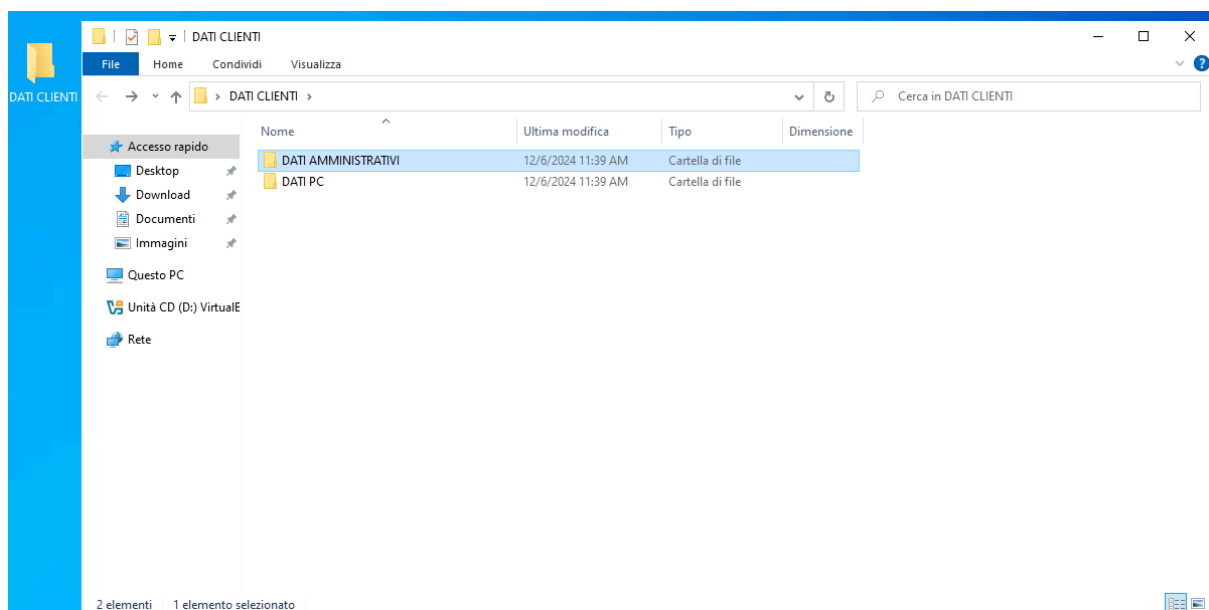 DATI CLIENTI
DATI CLIENTI
File Home Condividi Visualizza
DATI CLIENTI
Cerca in DATI CLIENTI
Nome Ultima modifica Tipo Dimensione
Accesso rapido
DATI AMMINISTRATIVI 12/6/2024 11:39 AM Cartella di file
Desktop
DATI PC 12/6/2024 11:39 AM Cartella di file
Download
Documenti
Immagini
Questo PC
Unità CD (D:) VirtualE
Rete
2 elementi 1 elemento selezionato